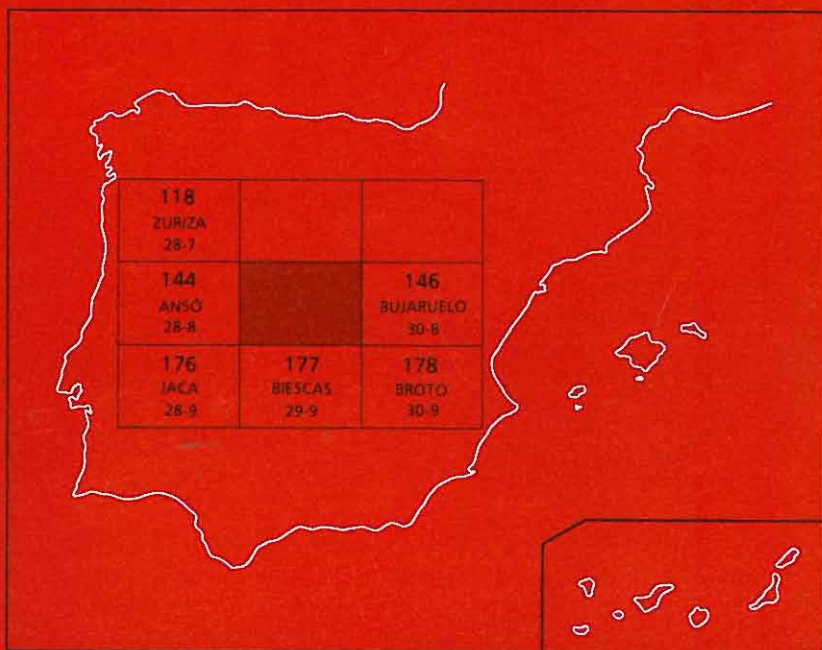 118
ZURIZA
28-7
144
ANSÓ
28-8
146
BUJARUELO
30-8
176
JACA
28-9
177
BIESCAS
29-9
178
BROTO
30-9